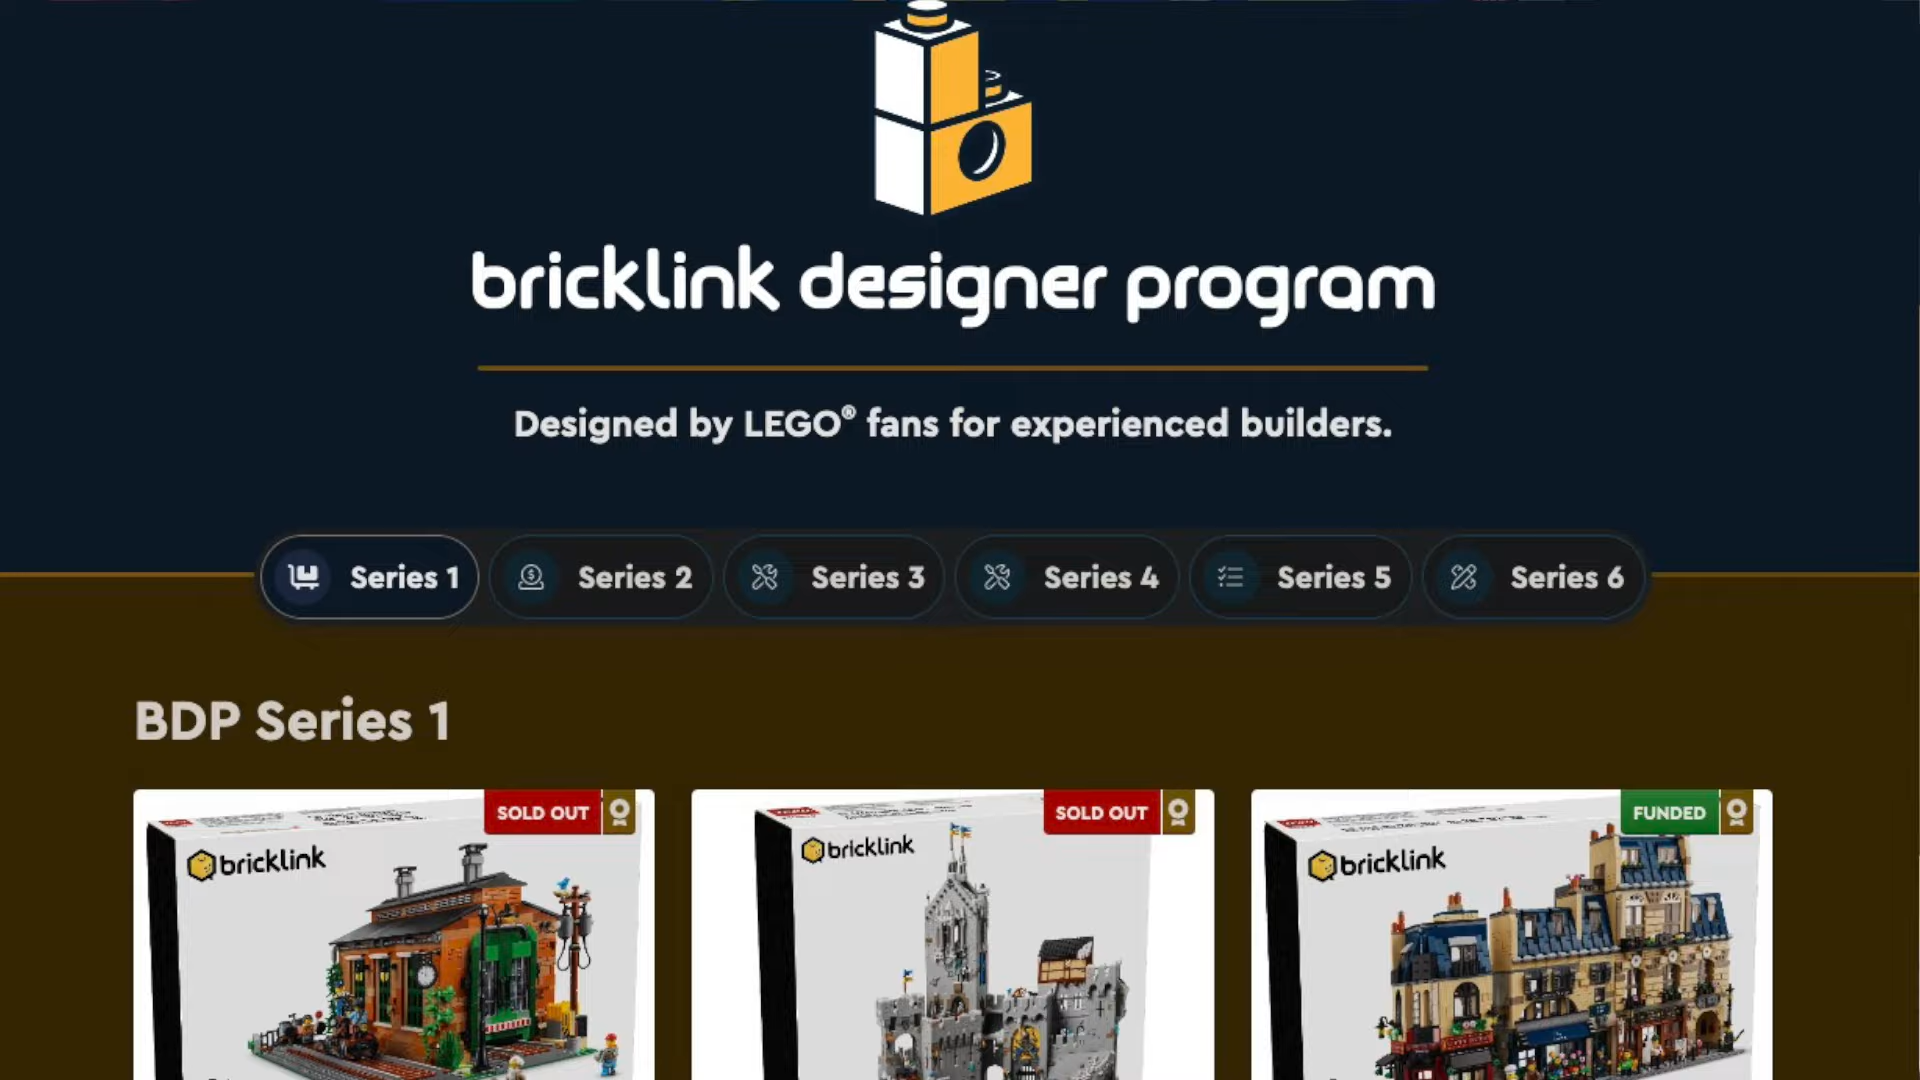 bricklink designer program
Designed by LEGO® fans for experienced builders.
Series 1
Series 2
Series 3
Series 4
Series 5
Series 6
BDP Series 1
SOLD OUT
bricklink
SOLD OUT
bricklink
FUNDED
bricklink